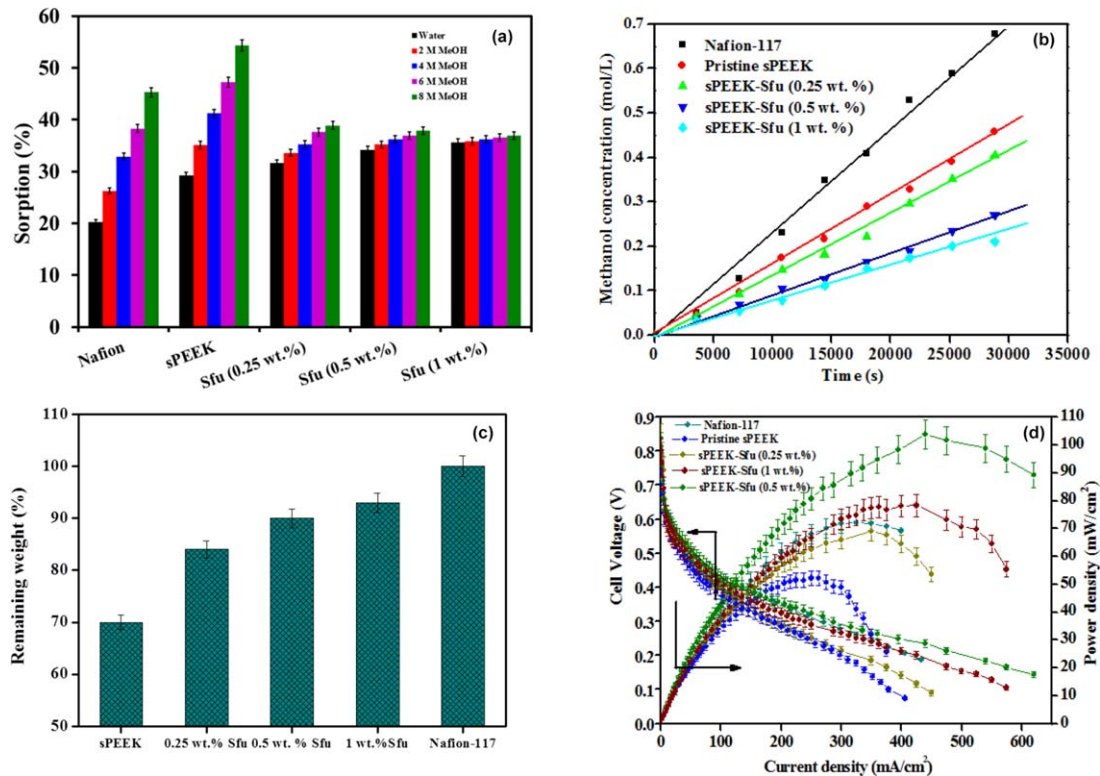 (a)
Water
2 M MeOH
4 M MeOH
6 M MeOH
8 M MeOH
Sorption (%)
60
50
40
30
20
10
0
Nafion
sPEEK
Sfu (0.25 wt.%)
Sfu (0.5 wt.%)
Sfu (1 wt.%)
(b)
Nafion-117
Pristine sPEEK
sPEEK-Sfu (0.25 wt. %)
sPEEK-Sfu (0.5 wt. %)
sPEEK-Sfu (1 wt. %)
Methanol concentration (mol/L)
0.7
0.6
0.5
0.4
0.3
0.2
0.1
0.0
0 5000 10000 15000 20000 25000 30000 35000
Time (s)
(c)
Remaining weight (%)
110
100
90
80
70
60
50
sPEEK
0.25 wt.% Sfu
0.5 wt.% Sfu
1 wt.%Sfu
Nafion-117
(d)
Nafion-117
Pristine sPEEK
sPEEK-Sfu (0.25 wt.%)
sPEEK-Sfu (1 wt.%)
sPEEK-Sfu (0.5 wt.%)
Cell Voltage (V)
0.9
0.8
0.7
0.6
0.5
0.4
0.3
0.2
0.1
0.0
0 100 200 300 400 500 600
Current density (mA/cm²)
110
100
90
80
70
60
50
40
30
20
10
0
Power density (mW/cm²)